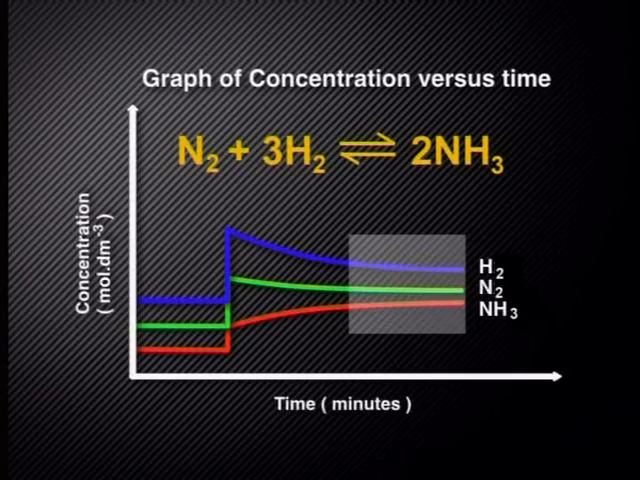 Graph of Concentration versus time
N₂ + 3H₂ ⇌ 2NH₃
Concentration
( mol.dm⁻³ )
H₂
N₂
NH₃
Time ( minutes )